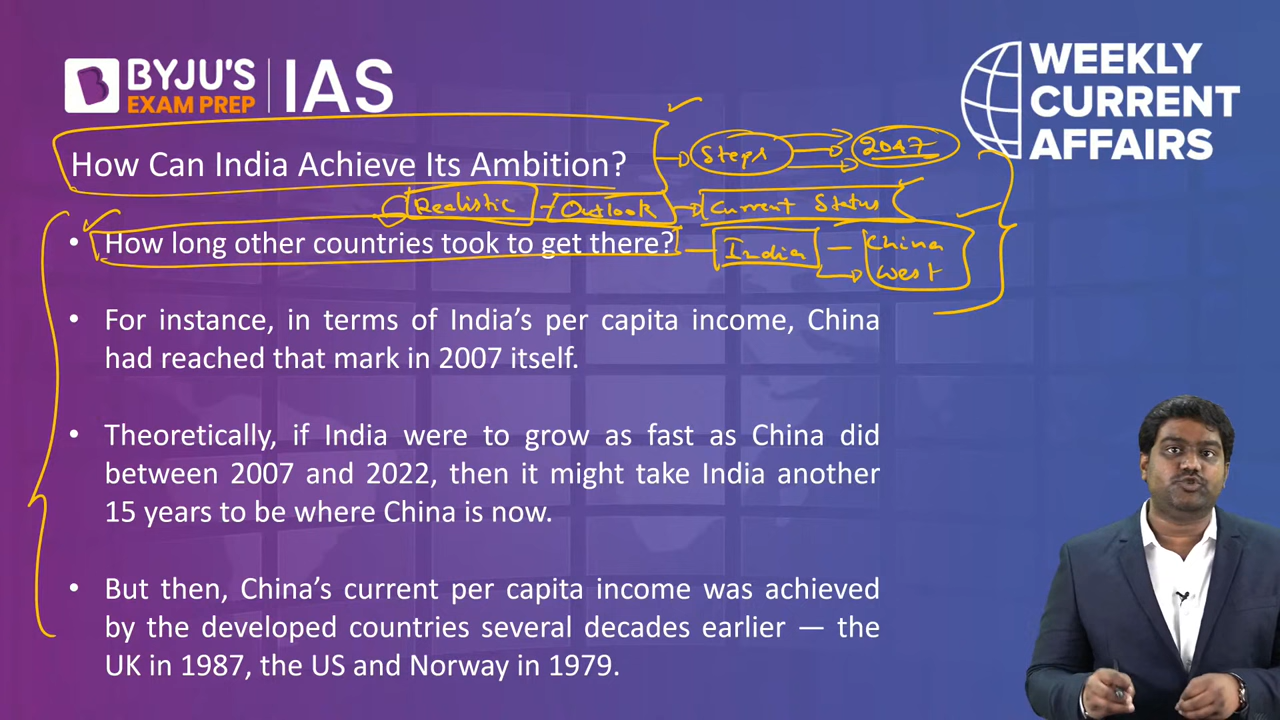 BYJU'S
EXAM PREP
IAS
WEEKLY
CURRENT
AFFAIRS
How Can India Achieve Its Ambition?
Steps
2047
Realistic
Outlook
Current Status
• How long other countries took to get there?
India
China
West
• For instance, in terms of India's per capita income, China
had reached that mark in 2007 itself.
• Theoretically, if India were to grow as fast as China did
between 2007 and 2022, then it might take India another
15 years to be where China is now.
• But then, China's current per capita income was achieved
by the developed countries several decades earlier — the
UK in 1987, the US and Norway in 1979.